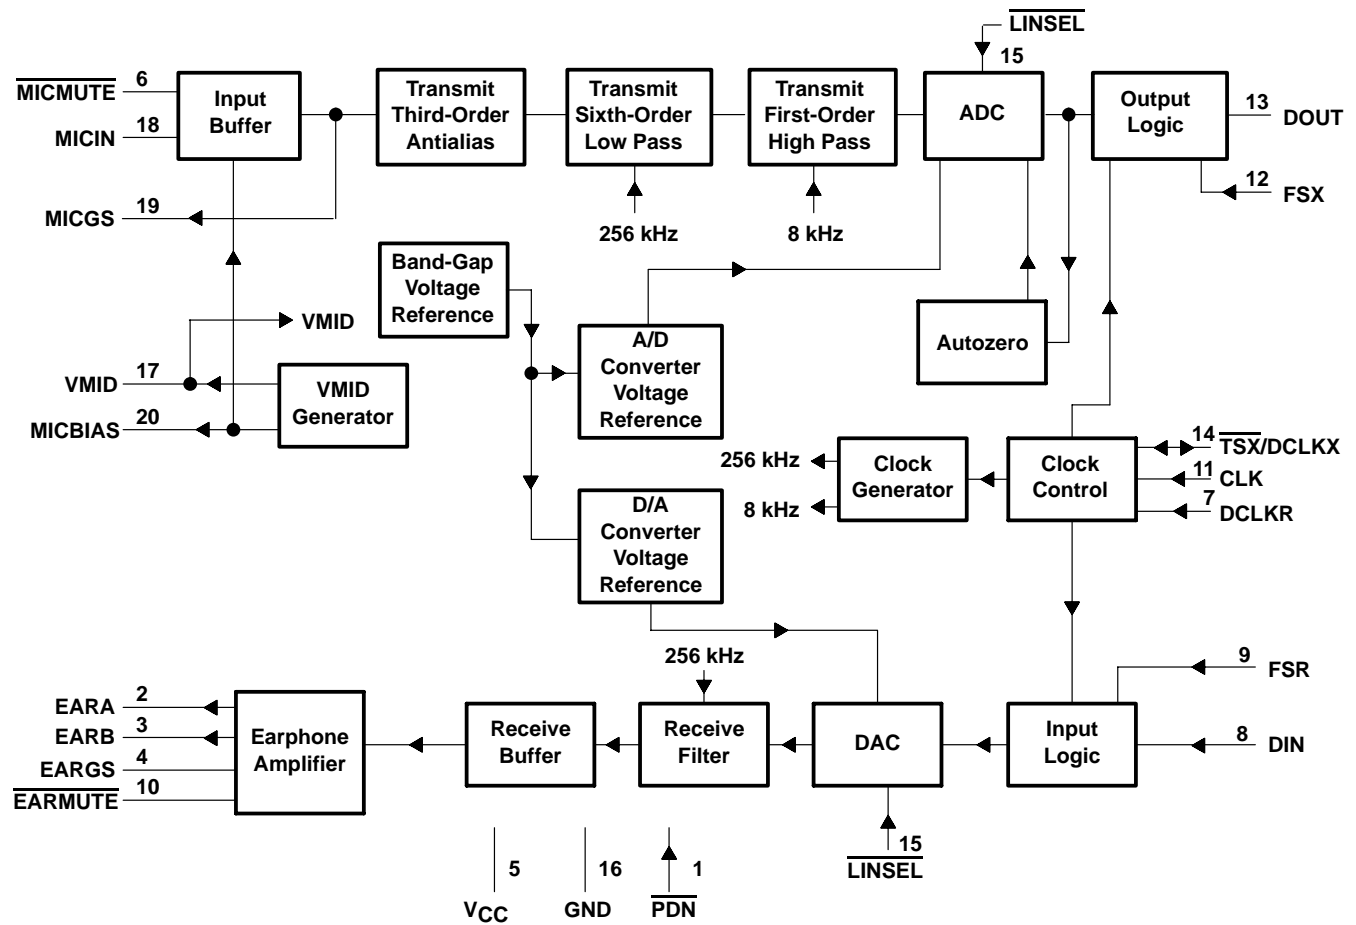 LINSEL
15
MICMUTE 6
MICIN 18
Input
Buffer
Transmit
Third-Order
Antialias
Transmit
Sixth-Order
Low Pass
Transmit
First-Order
High Pass
ADC
Output
Logic
13 DOUT
12 FSX
MICGS 19
256 kHz
8 kHz
Band-Gap
Voltage
Reference
VMID
VMID 17
MICBIAS 20
VMID
Generator
A/D
Converter
Voltage
Reference
Autozero
256 kHz
8 kHz
Clock
Generator
Clock
Control
14 TSX/DCLKX
11 CLK
7 DCLKR
D/A
Converter
Voltage
Reference
256 kHz
9 FSR
8 DIN
EARA 2
EARB 3
EARGS 4
EARMUTE 10
Earphone
Amplifier
Receive
Buffer
Receive
Filter
DAC
Input
Logic
15
LINSEL
5
VCC
16
GND
1
PDN